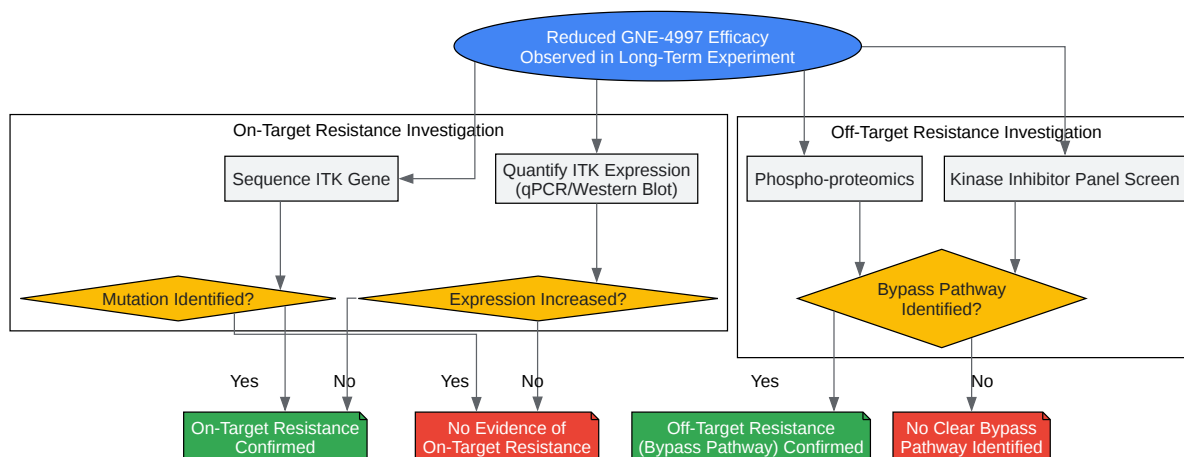 Reduced GNE-4997 Efficacy
Observed in Long-Term Experiment
On-Target Resistance Investigation
Off-Target Resistance Investigation
Sequence ITK Gene
Quantify ITK Expression
(qPCR/Western Blot)
Phospho-proteomics
Kinase Inhibitor Panel Screen
Mutation Identified?
Expression Increased?
Bypass Pathway
Identified?
Yes
No
Yes
No
Yes
No
On-Target Resistance
Confirmed
No Evidence of
On-Target Resistance
Off-Target Resistance
(Bypass Pathway) Confirmed
No Clear Bypass
Pathway Identified